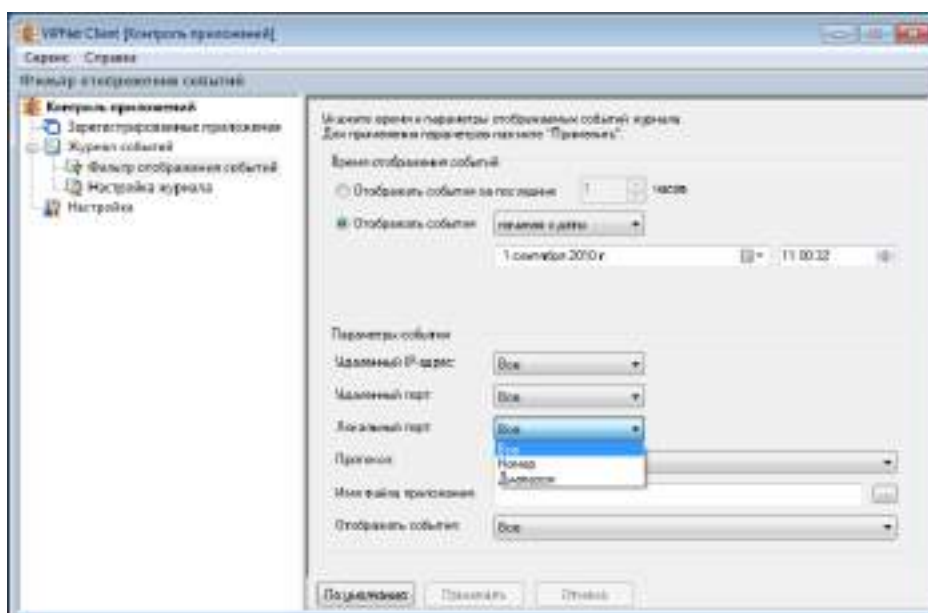 ViPNet Client [Контроль приложений]
Сервис Справка
Фильтр отображения событий
Контроль приложений
Зарегистрированные приложения
Журнал событий
Фильтр отображения событий
Настройка журнала
Настройка
Укажите время и параметры отображаемых событий журнала
Для применения параметров нажмите "Применить".
Время отображения событий
Отображать события за последние 1 часов
Отображать события начиная с даты
1 сентября 2010 г. 11:00:32
Параметры события
Удаленный IP-адрес: Все
Удаленный порт: Все
Локальный порт: Все
Все
Протокол:
Номер
Диапазон
Имя файла приложения:
Отображать события: Все
По умолчанию Применить Отмена